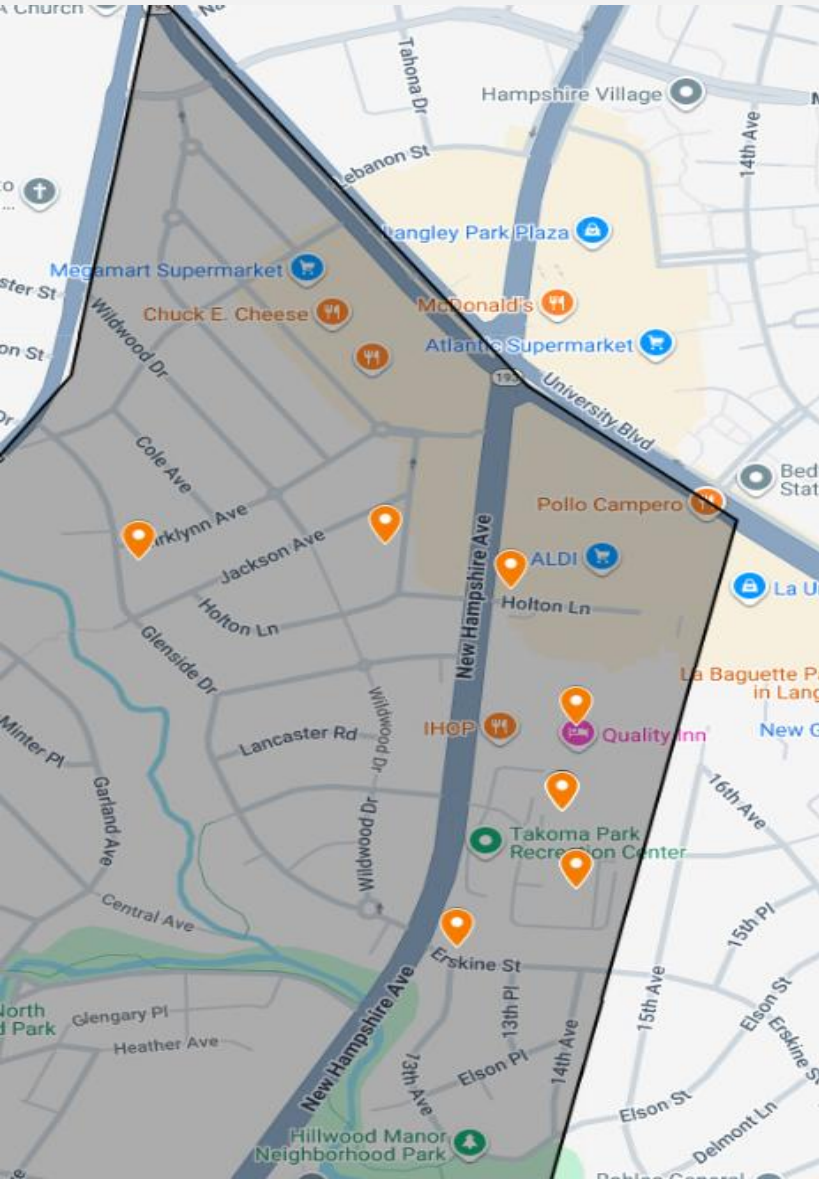 A Church
Tahona Dr
Hampshire Village
14th Ave
Lebanon St
Langley Park Plaza
Megamart Supermarket
Chuck E. Cheese
McDonald's
Atlantic Supermarket
Wildwood Dr
193
University Blvd
Cole Ave
Pollo Campero
Jackson Ave
New Hampshire Ave
ALDI
Holton Ln
Holton Ln
Glenside Dr
La Baguette
in Lang
Wildwood Dr
Minter Pl
Lancaster Rd
IHOP
Quality Inn
New
16th Ave
Garland Ave
Wildwood Dr
Takoma Park
Recreation Center
Central Ave
15th Pl
Erskine St
North
d Park
Glengary Pl
Heather Ave
New Hampshire Ave
13th Pl
15th Ave
Elson St
Erskine St
14th Ave
Elson Pl
13th Ave
Elson St
Delmont Ln
Hillwood Manor
Neighborhood Park